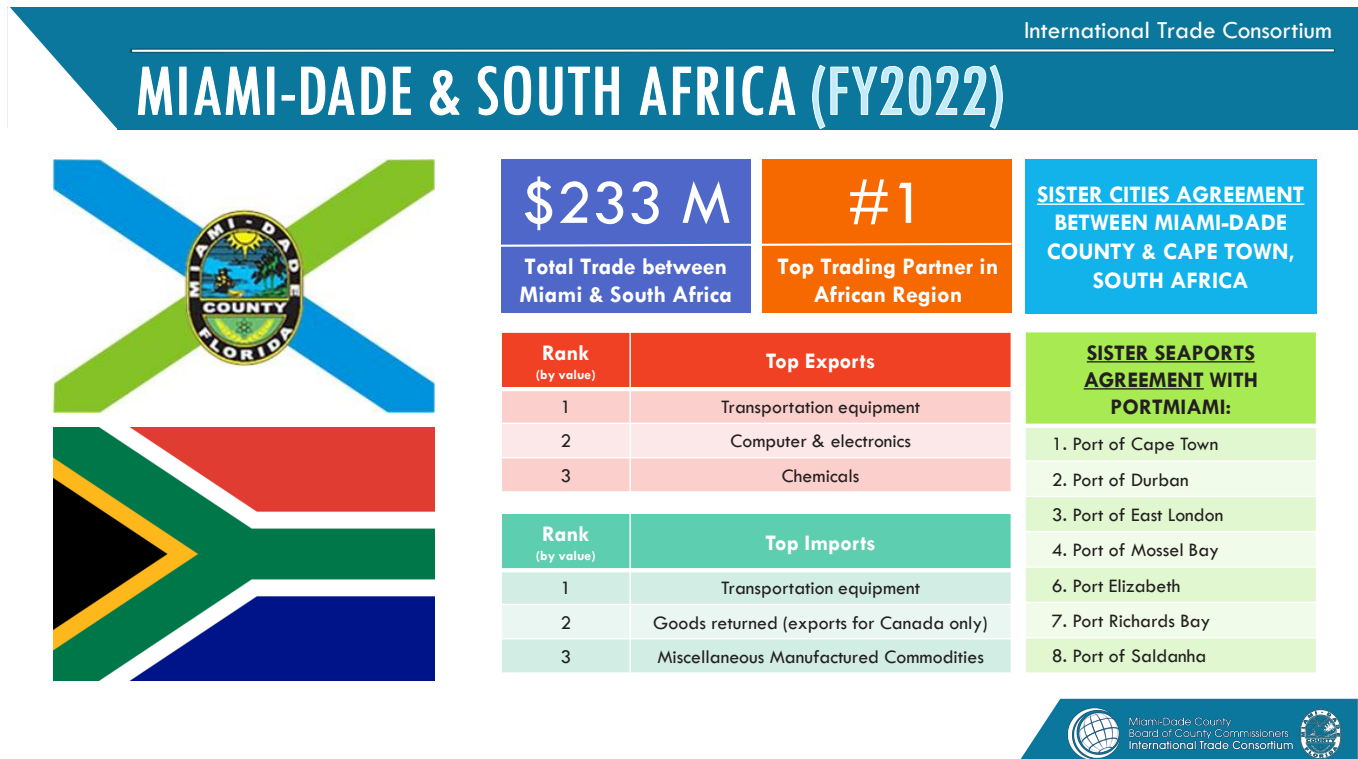 International Trade Consortium
MIAMI-DADE & SOUTH AFRICA (FY2022)
MIAMI-DADE
COUNTY
FLORIDA
$233 M
Total Trade between
Miami & South Africa
#1
Top Trading Partner in
African Region
SISTER CITIES AGREEMENT
BETWEEN MIAMI-DADE
COUNTY & CAPE TOWN,
SOUTH AFRICA
Rank
(by value)
Top Exports
1 Transportation equipment
2 Computer & electronics
3 Chemicals
Rank
(by value)
Top Imports
1 Transportation equipment
2 Goods returned (exports for Canada only)
3 Miscellaneous Manufactured Commodities
SISTER SEAPORTS
AGREEMENT WITH
PORTMIAMI:
1. Port of Cape Town
2. Port of Durban
3. Port of East London
4. Port of Mossel Bay
6. Port Elizabeth
7. Port Richards Bay
8. Port of Saldanha
Miami-Dade County
Board of County Commissioners
International Trade Consortium
MIAMI-DADE
COUNTY
FLORIDA